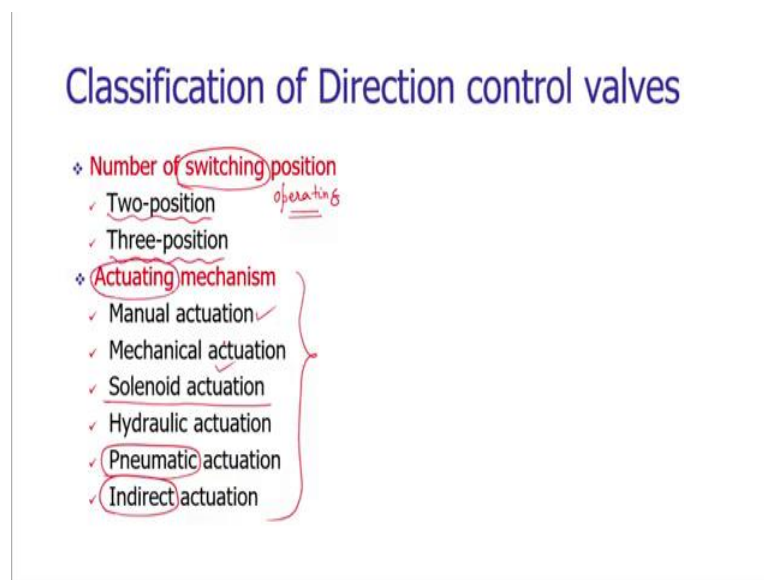 Classification of Direction control valves
Number of switching position
operating
Two-position
Three-position
Actuating mechanism
Manual actuation
Mechanical actuation
Solenoid actuation
Hydraulic actuation
Pneumatic actuation
Indirect actuation